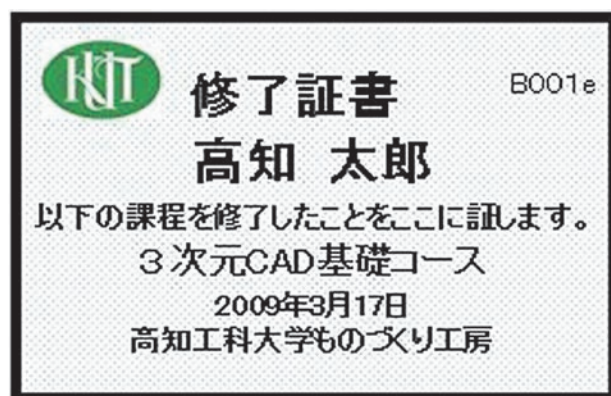 KUT
修了証書 B001e
高知 太郎
以下の課程を修了したことをここに証します。
3次元CAD基礎コース
2009年3月17日
高知工科大学ものづくり工房